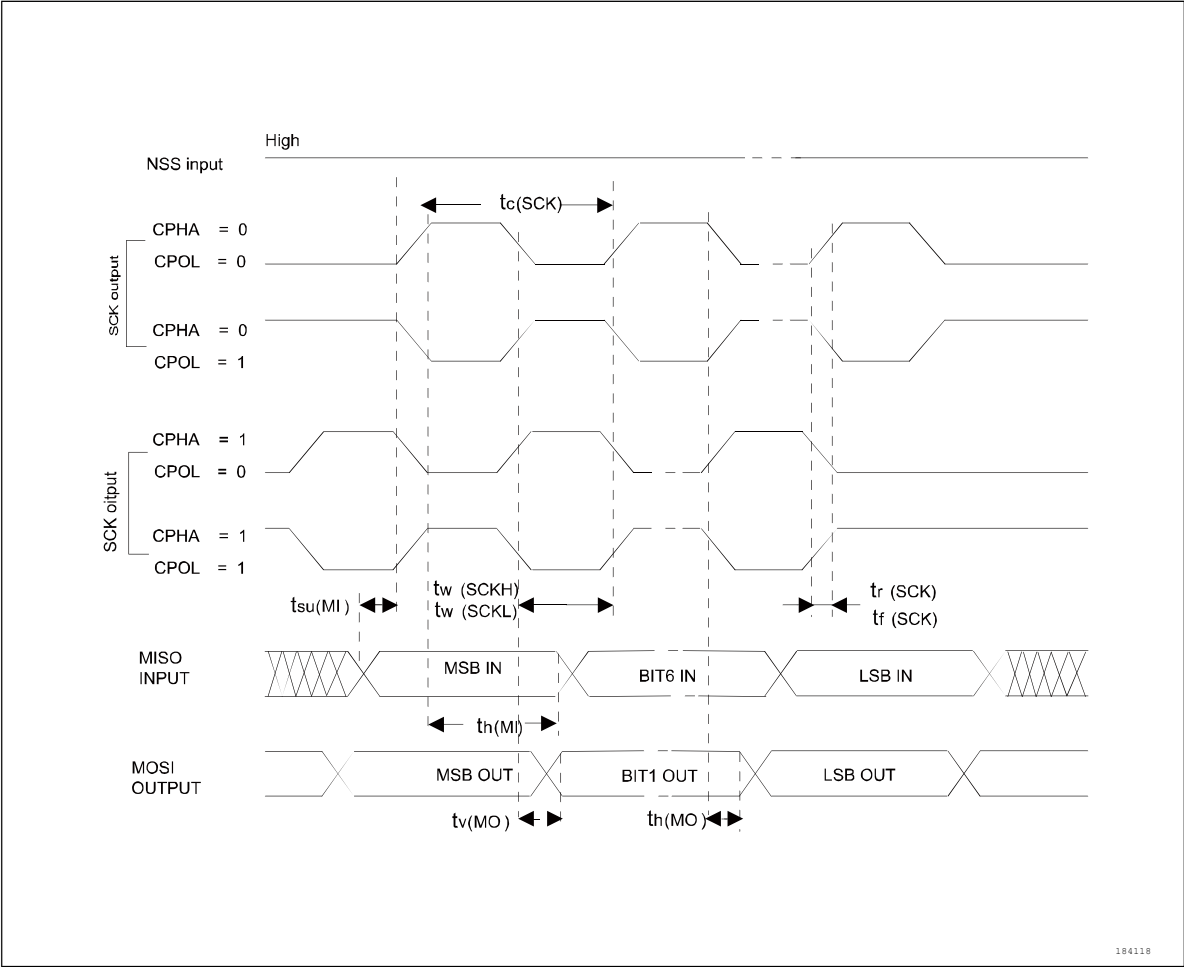 High
NSS input
tc(SCK)
CPHA = 0
CPOL = 0
SCK output
CPHA = 0
CPOL = 1
CPHA = 1
CPOL = 0
SCK oitput
CPHA = 1
CPOL = 1
tsu(MI )
tw (SCKH)
tw (SCKL)
tr (SCK)
tf (SCK)
MISO
INPUT
MSB IN
BIT6 IN
LSB IN
th(MI)
MOSI
OUTPUT
MSB OUT
BIT1 OUT
LSB OUT
tv(MO )
th(MO )
184118